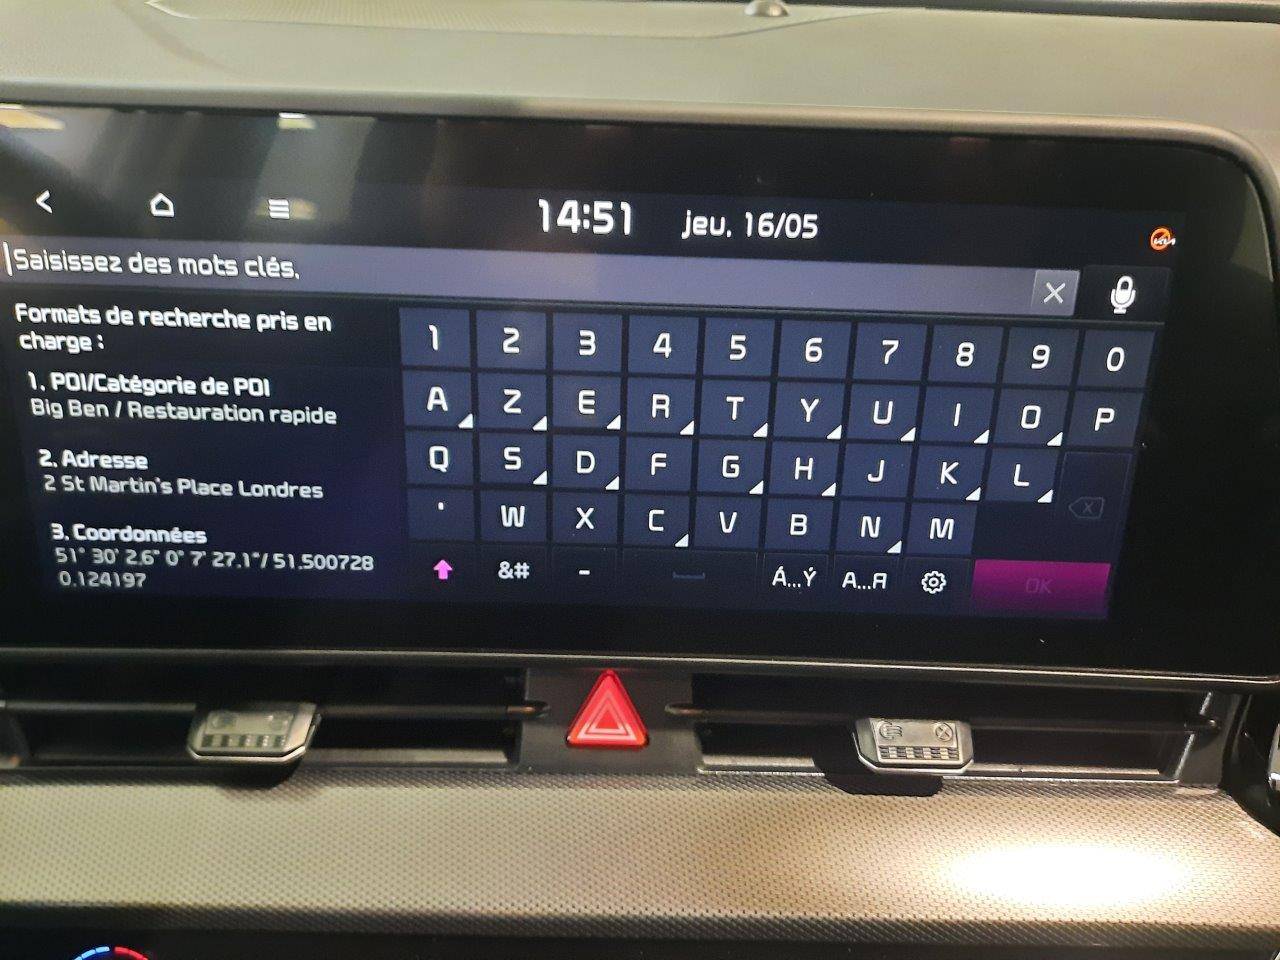 14:51 jeu. 16/05
Saisissez des mots clés.
Formats de recherche pris en
charge :
1. POI/Catégorie de POI
Big Ben / Restauration rapide
2. Adresse
2 St Martin's Place Londres
3. Coordonnées
51° 30' 2.6" 0° 7' 27.1"/ 51.500728
0.124197
1 2 3 4 5 6 7 8 9 0
A Z E R T Y U I O P
Q S D F G H J K L
' W X C V B N M
&# - Á...Ý A...Я OK